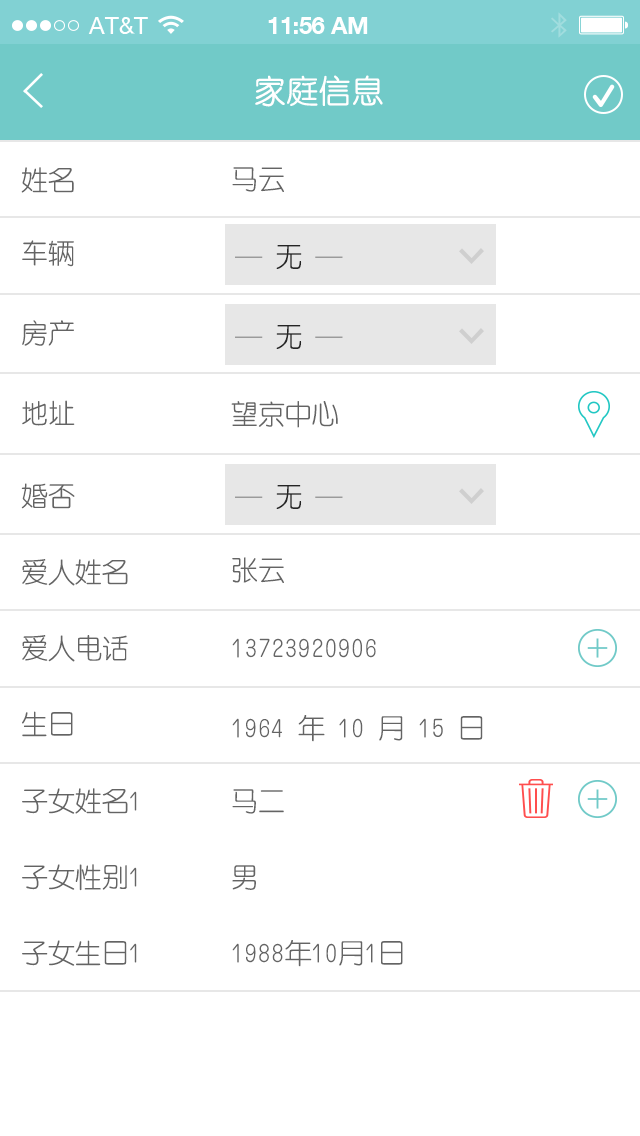 AT&T 11:56 AM
家庭信息
姓名 马云
车辆 — 无 —
房产 — 无 —
地址 望京中心
婚否 — 无 —
爱人姓名 张云
爱人电话 13723920906
生日 1964 年 10 月 15 日
子女姓名1 马二
子女性别1 男
子女生日1 1988年10月1日